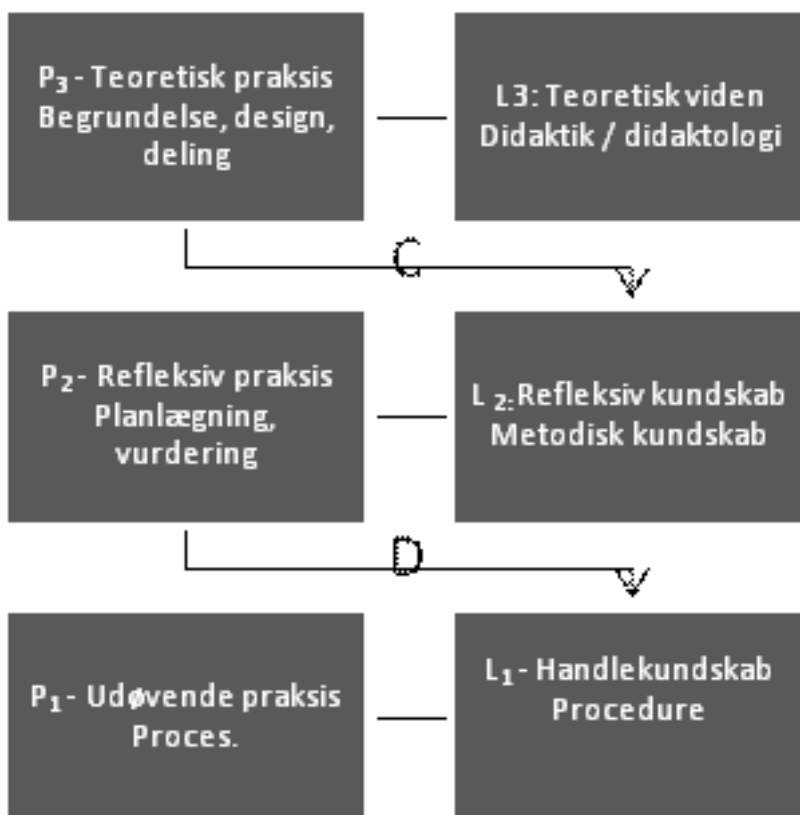 P₃ - Teoretisk praksis
Begrundelse, design,
deling
L3: Teoretisk viden
Didaktik / didaktologi
C
P₂ - Refleksiv praksis
Planlægning,
vurdering
L ₂: Refleksiv kundskab
Metodisk kundskab
D
P₁ - Udøvende praksis
Proces.
L₁ - Handlekundskab
Procedure